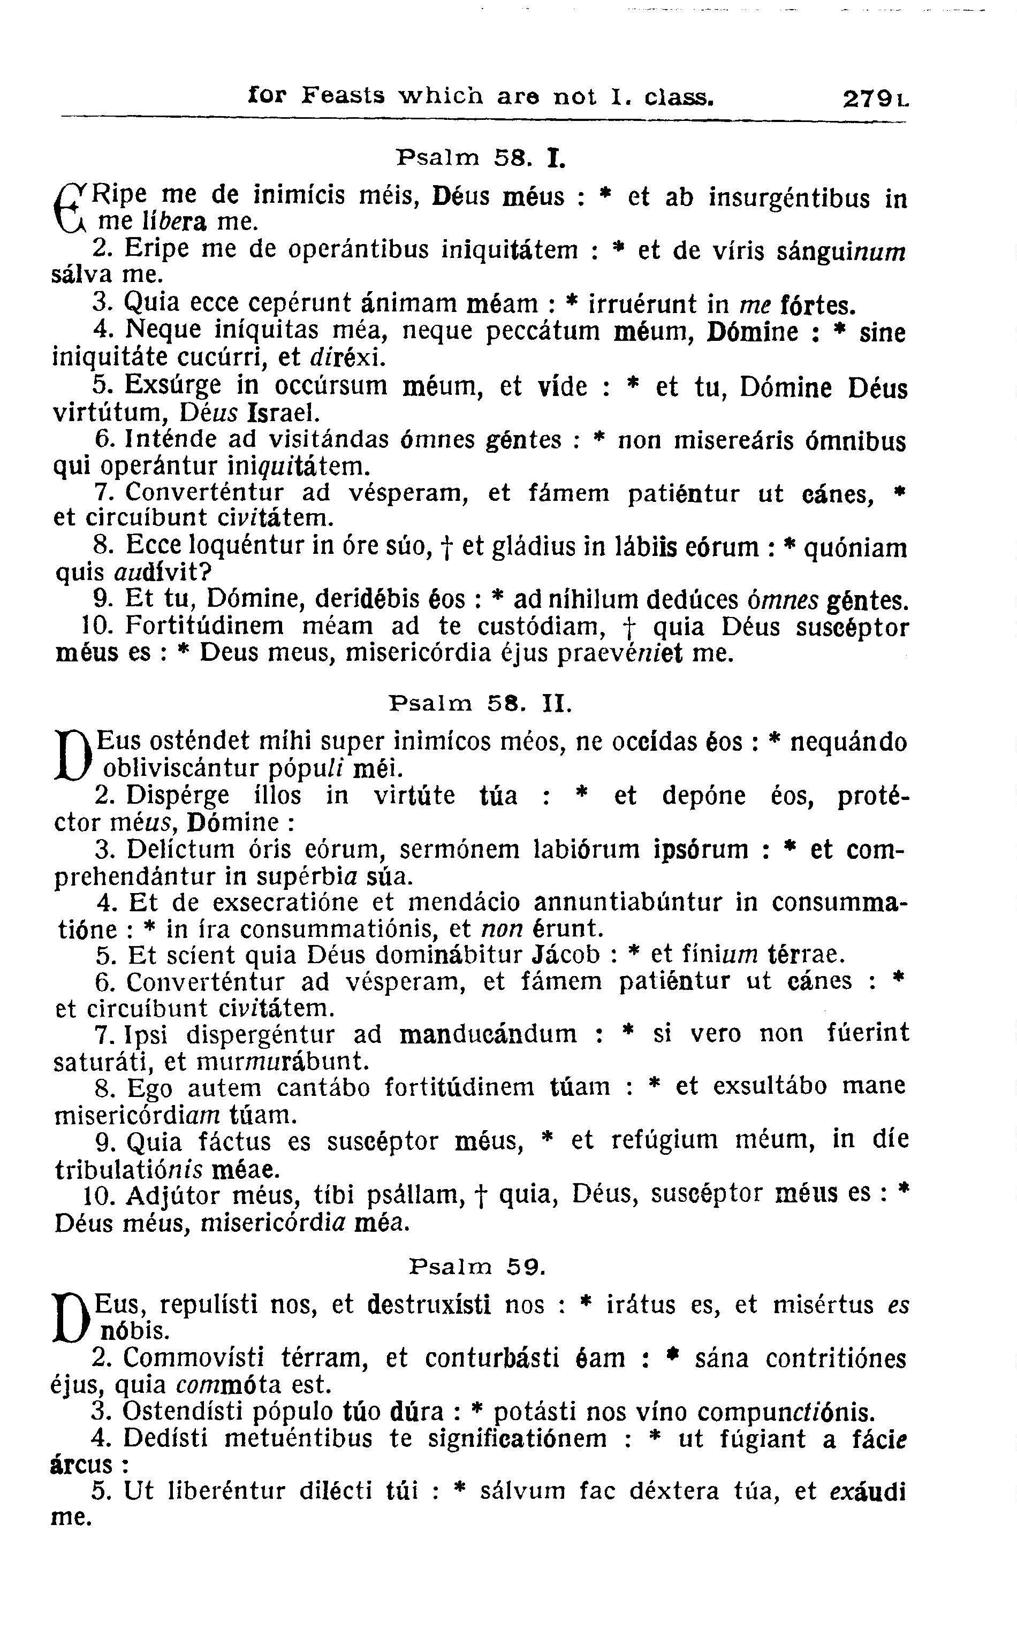 for Feasts which are not I. class. 279L
Psalm 58. I.
ERipe me de inimícis méis, Déus méus : * et ab insurgéntibus in
me líbera me.
2. Eripe me de operántibus iniquitátem : * et de víris sánguinum
sálva me.
3. Quia ecce cepérunt ánimam méam : * irruérunt in me fórtes.
4. Neque iníquitas méa, neque peccátum méum, Dómine : * sine
iniquitáte cucúrri, et diréxi.
5. Exsúrge in occúrsum méum, et víde : * et tu, Dómine Déus
virtútum, Déus Israel.
6. Inténde ad visitándas ómnes géntes : * non misereáris ómnibus
qui operántur iniquitátem.
7. Converténtur ad vésperam, et fámem patiéntur ut cánes, *
et circuíbunt civitátem.
8. Ecce loquéntur in óre súo, † et gládius in lábiis eórum : * quóniam
quis audívit?
9. Et tu, Dómine, deridébis éos : * ad níhilum dedúces ómnes géntes.
10. Fortitúdinem méam ad te custódiam, † quia Déus suscéptor
méus es : * Deus meus, misericórdia éjus praevéniet me.
Psalm 58. II.
DEus osténdet míhi super inimícos méos, ne occídas éos : * nequándo
obliviscántur pópuli méi.
2. Dispérge íllos in virtúte túa : * et depóne éos, proté-
ctor méus, Dómine :
3. Delíctum óris eórum, sermónem labiórum ipsórum : * et com-
prehendántur in supérbia súa.
4. Et de exsecratióne et mendácio annuntiabúntur in consumma-
tióne : * in íra consummatiónis, et non érunt.
5. Et scíent quia Déus dominábitur Jácob : * et fínium térrae.
6. Converténtur ad vésperam, et fámem patiéntur ut cánes : *
et circuíbunt civitátem.
7. Ipsi dispergéntur ad manducándum : * si vero non fúerint
saturáti, et murmurábunt.
8. Ego autem cantábo fortitúdinem túam : * et exsultábo mane
misericórdiam túam.
9. Quia fáctus es suscéptor méus, * et refúgium méum, in díe
tribulatiónis méae.
10. Adjútor méus, tíbi psállam, † quia, Déus, suscéptor méus es : *
Déus méus, misericórdia méa.
Psalm 59.
DEus, repulísti nos, et destruxísti nos : * irátus es, et misértus es
nóbis.
2. Commovísti térram, et conturbásti éam : * sána contritiónes
éjus, quia commóta est.
3. Ostendísti pópulo túo dúra : * potásti nos víno compunctiónis.
4. Dedísti metuéntibus te significatiónem : * ut fúgiant a fácie
árcus :
5. Ut liberéntur dilécti túi : * sálvum fac déxtera túa, et exáudi
me.